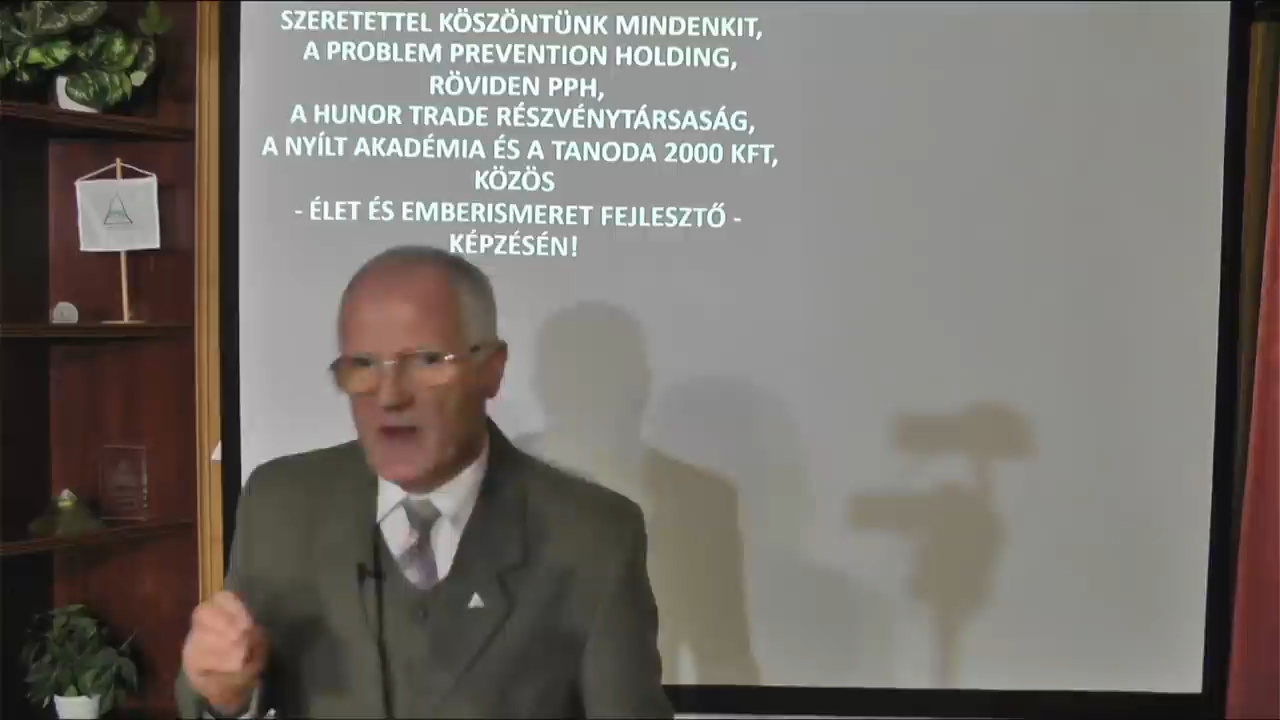 SZERETETTEL KÖSZÖNTÜNK MINDENKIT,
A PROBLEM PREVENTION HOLDING,
RÖVIDEN PPH,
A HUNOR TRADE RÉSZVÉNYTÁRSASÁG,
A NYÍLT AKADÉMIA ÉS A TANODA 2000 KFT,
KÖZÖS
- ÉLET ÉS EMBERISMERET FEJLESZTŐ -
KÉPZÉSÉN!